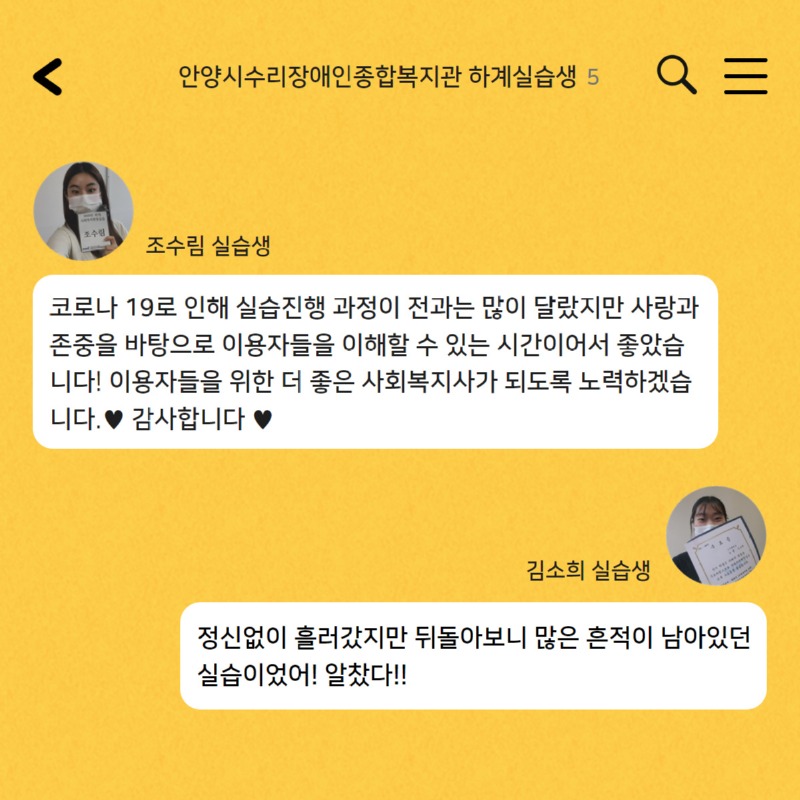 안양시수리장애인종합복지관 하계실습생 5
조수림
조수림 실습생
코로나 19로 인해 실습진행 과정이 전과는 많이 달랐지만 사랑과
존중을 바탕으로 이용자들을 이해할 수 있는 시간이어서 좋았습
니다! 이용자들을 위한 더 좋은 사회복지사가 되도록 노력하겠습
니다.♥ 감사합니다 ♥
김소희 실습생
정신없이 흘러갔지만 뒤돌아보니 많은 흔적이 남아있던
실습이었어! 알찼다!!